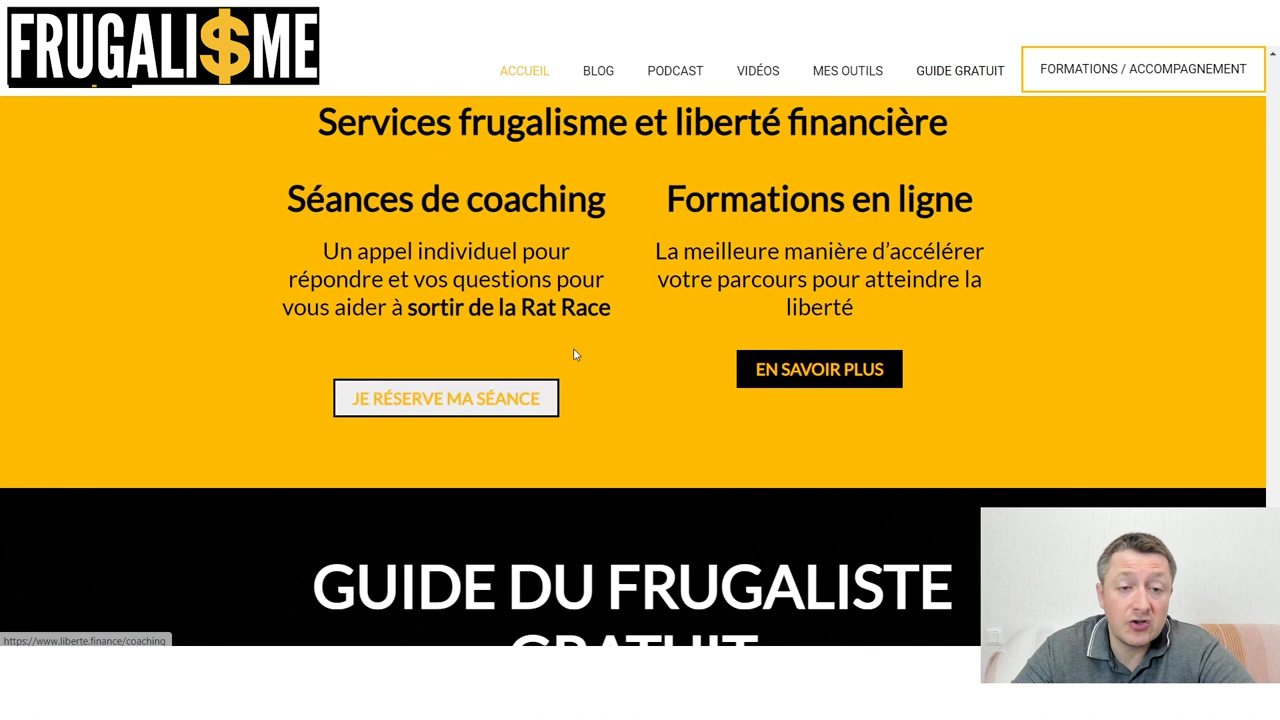 FRUGALI$ME
ACCUEIL BLOG PODCAST VIDÉOS MES OUTILS GUIDE GRATUIT FORMATIONS / ACCOMPAGNEMENT
Services frugalisme et liberté financière
Séances de coaching
Un appel individuel pour
répondre et vos questions pour
vous aider à sortir de la Rat Race
JE RÉSERVE MA SÉANCE
Formations en ligne
La meilleure manière d’accélérer
votre parcours pour atteindre la
liberté
EN SAVOIR PLUS
GUIDE DU FRUGALISTE
GRATUIT
https://www.liberte.finance/coaching